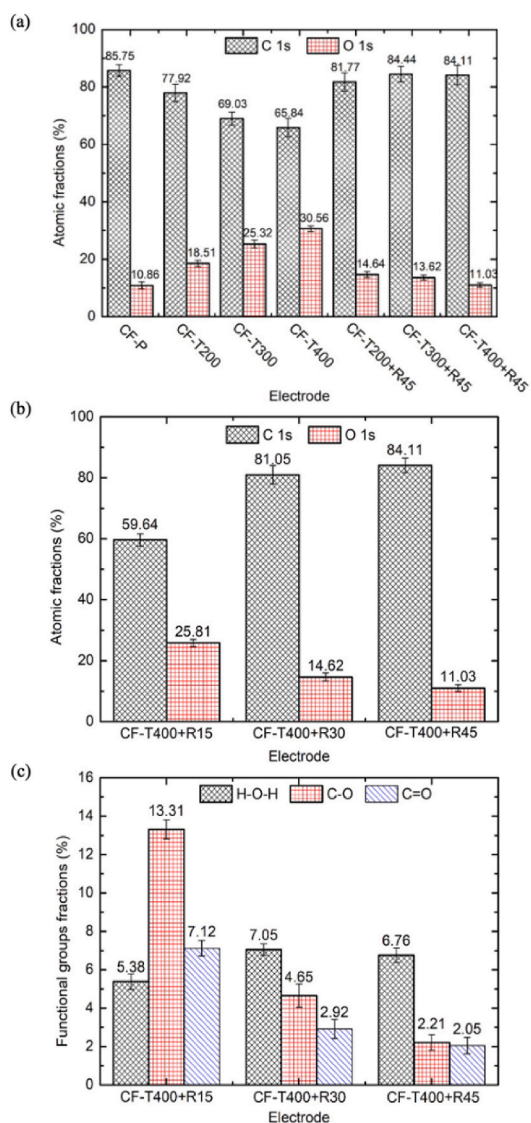 (a)
C 1s O 1s
Atomic fractions (%)
100
80
60
40
20
0
85.75
10.86
77.92
18.51
69.03
25.32
65.84
30.56
81.77
14.64
84.44
13.62
84.11
11.03
CF-P
CF-T200
CF-T300
CF-T400
CF-T200+R45
CF-T300+R45
CF-T400+R45
Electrode
(b)
C 1s O 1s
Atomic fractions (%)
100
80
60
40
20
0
59.64
25.81
81.05
14.62
84.11
11.03
CF-T400+R15 CF-T400+R30 CF-T400+R45
Electrode
(c)
H-O-H C-O C=O
Functional groups fractions (%)
16
14
12
10
8
6
4
2
0
5.38
13.31
7.12
7.05
4.65
2.92
6.76
2.21
2.05
CF-T400+R15 CF-T400+R30 CF-T400+R45
Electrode